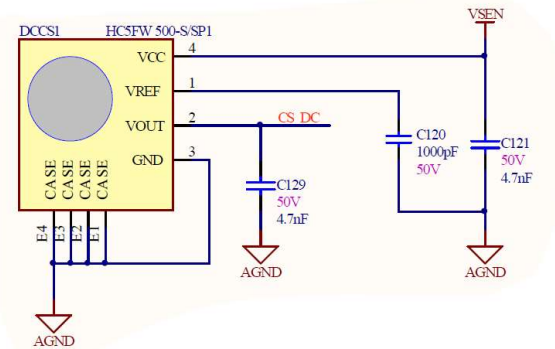 VSEN
DCCS1 HC5FW 500-S/SP1
VCC 4
VREF 1
VOUT 2 CS DC
GND 3
C120
1000pF
50V
C121
50V
4.7nF
C129
50V
4.7nF
CASE CASE CASE CASE
E4 E3 E2 E1
AGND
AGND
AGND